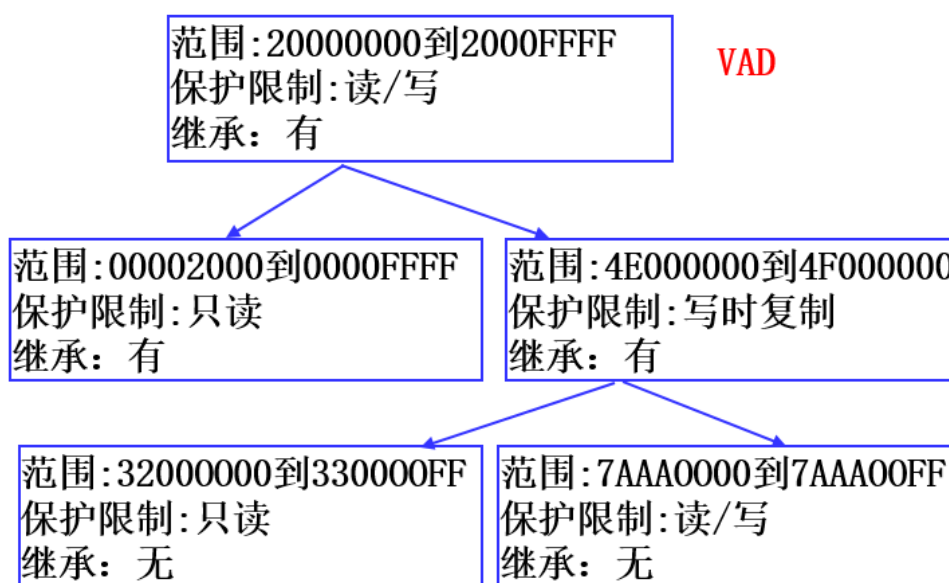 范围:20000000到2000FFFF
保护限制:读/写
继承：有
VAD
范围:00002000到0000FFFF
保护限制:只读
继承：有
范围:4E000000到4F000000
保护限制:写时复制
继承：有
范围:32000000到330000FF
保护限制:只读
继承：无
范围:7AAA0000到7AAA00FF
保护限制:读/写
继承：无